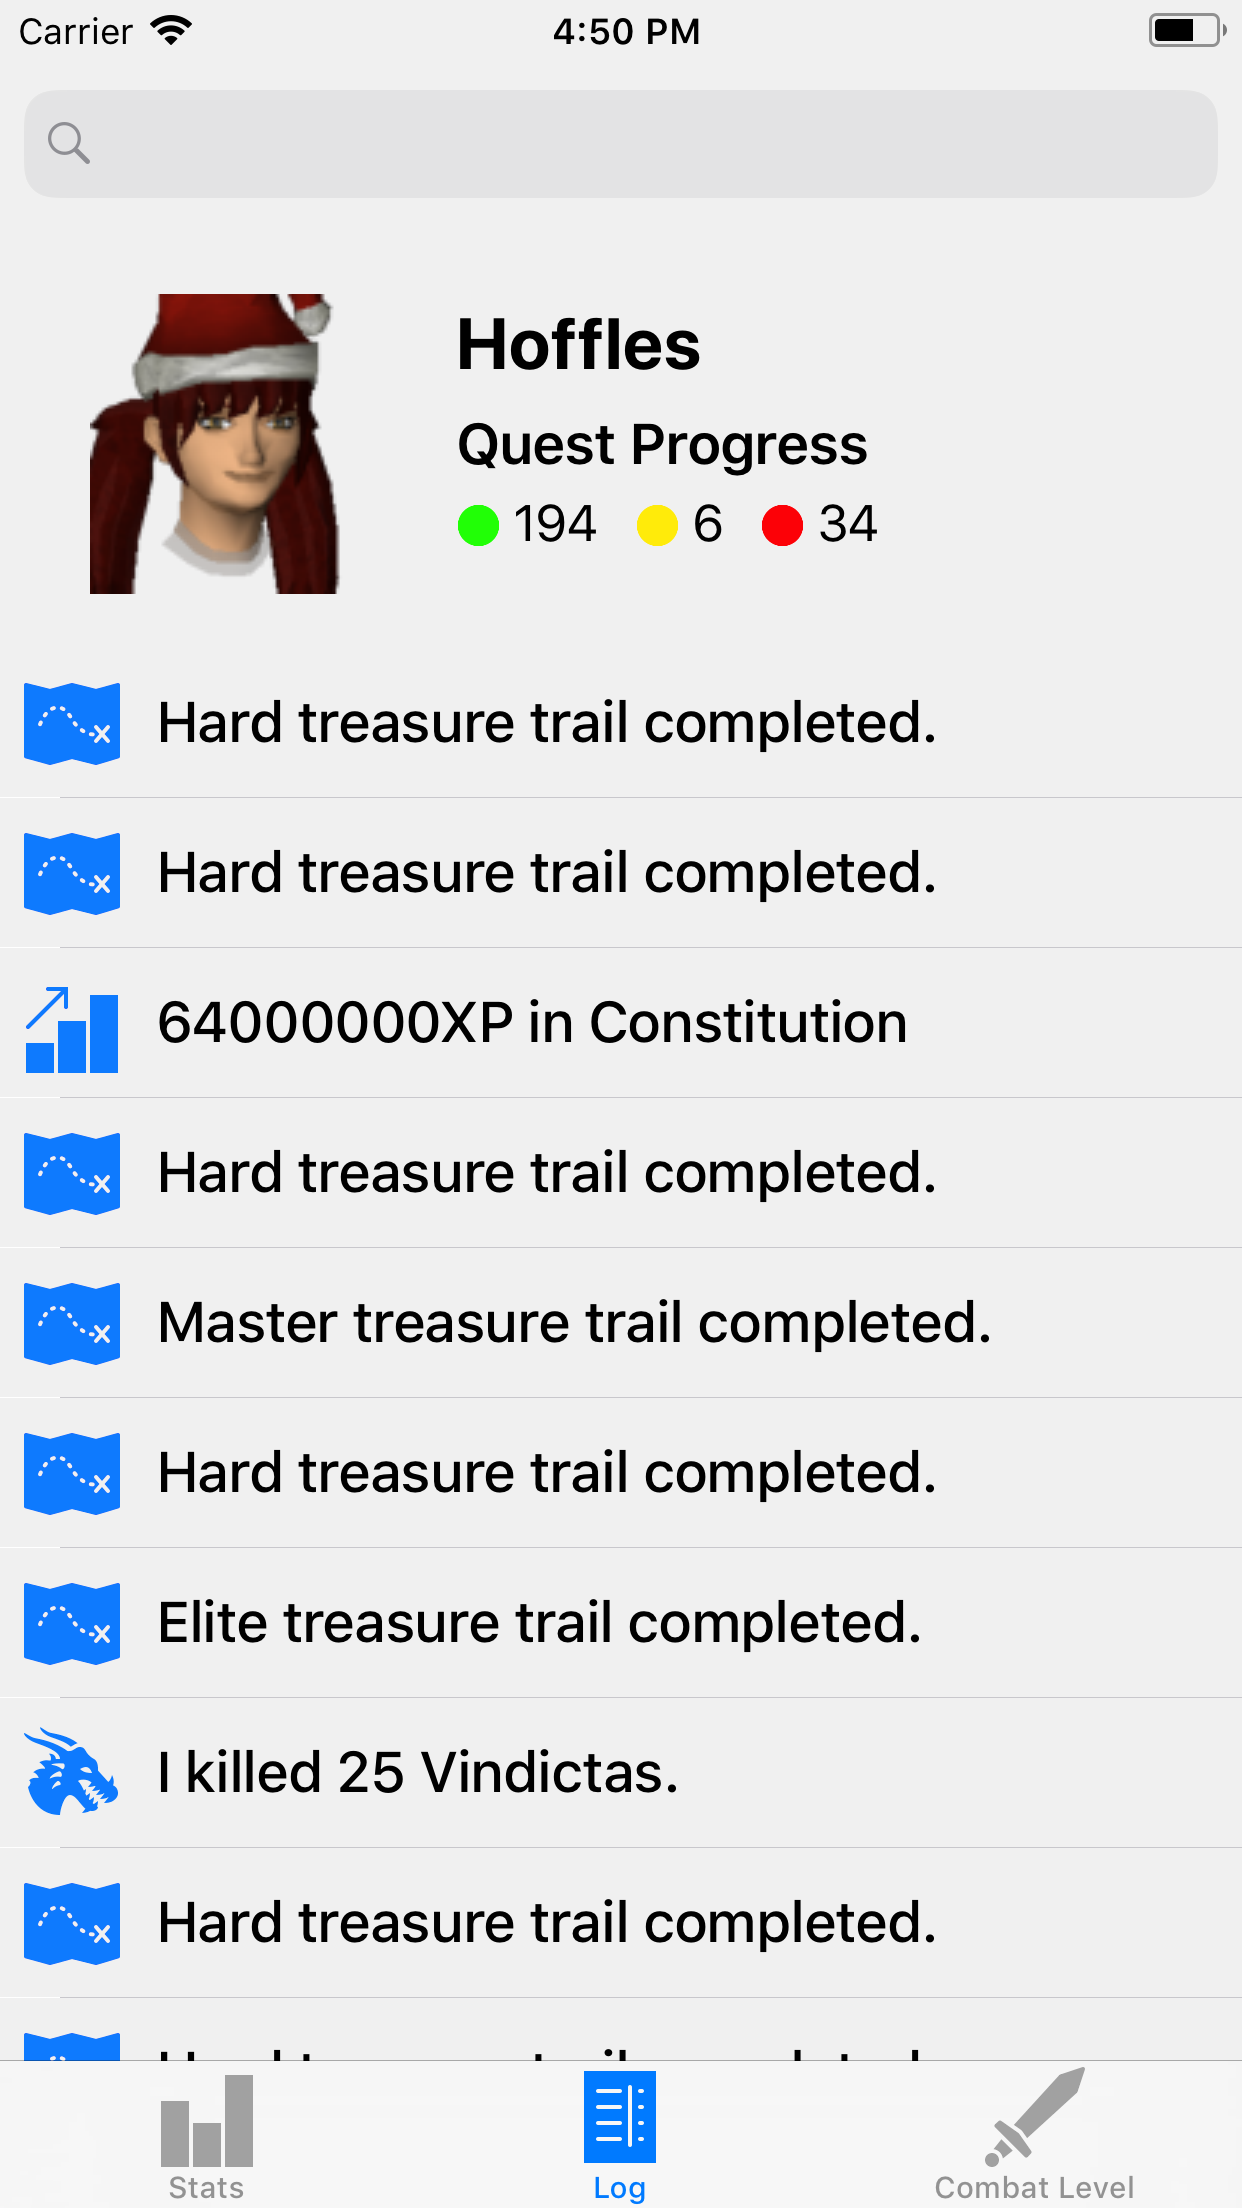 Carrier 4:50 PM
Hoffles
Quest Progress
194 6 34
Hard treasure trail completed.
Hard treasure trail completed.
64000000XP in Constitution
Hard treasure trail completed.
Master treasure trail completed.
Hard treasure trail completed.
Elite treasure trail completed.
I killed 25 Vindictas.
Hard treasure trail completed.
Stats Log Combat Level